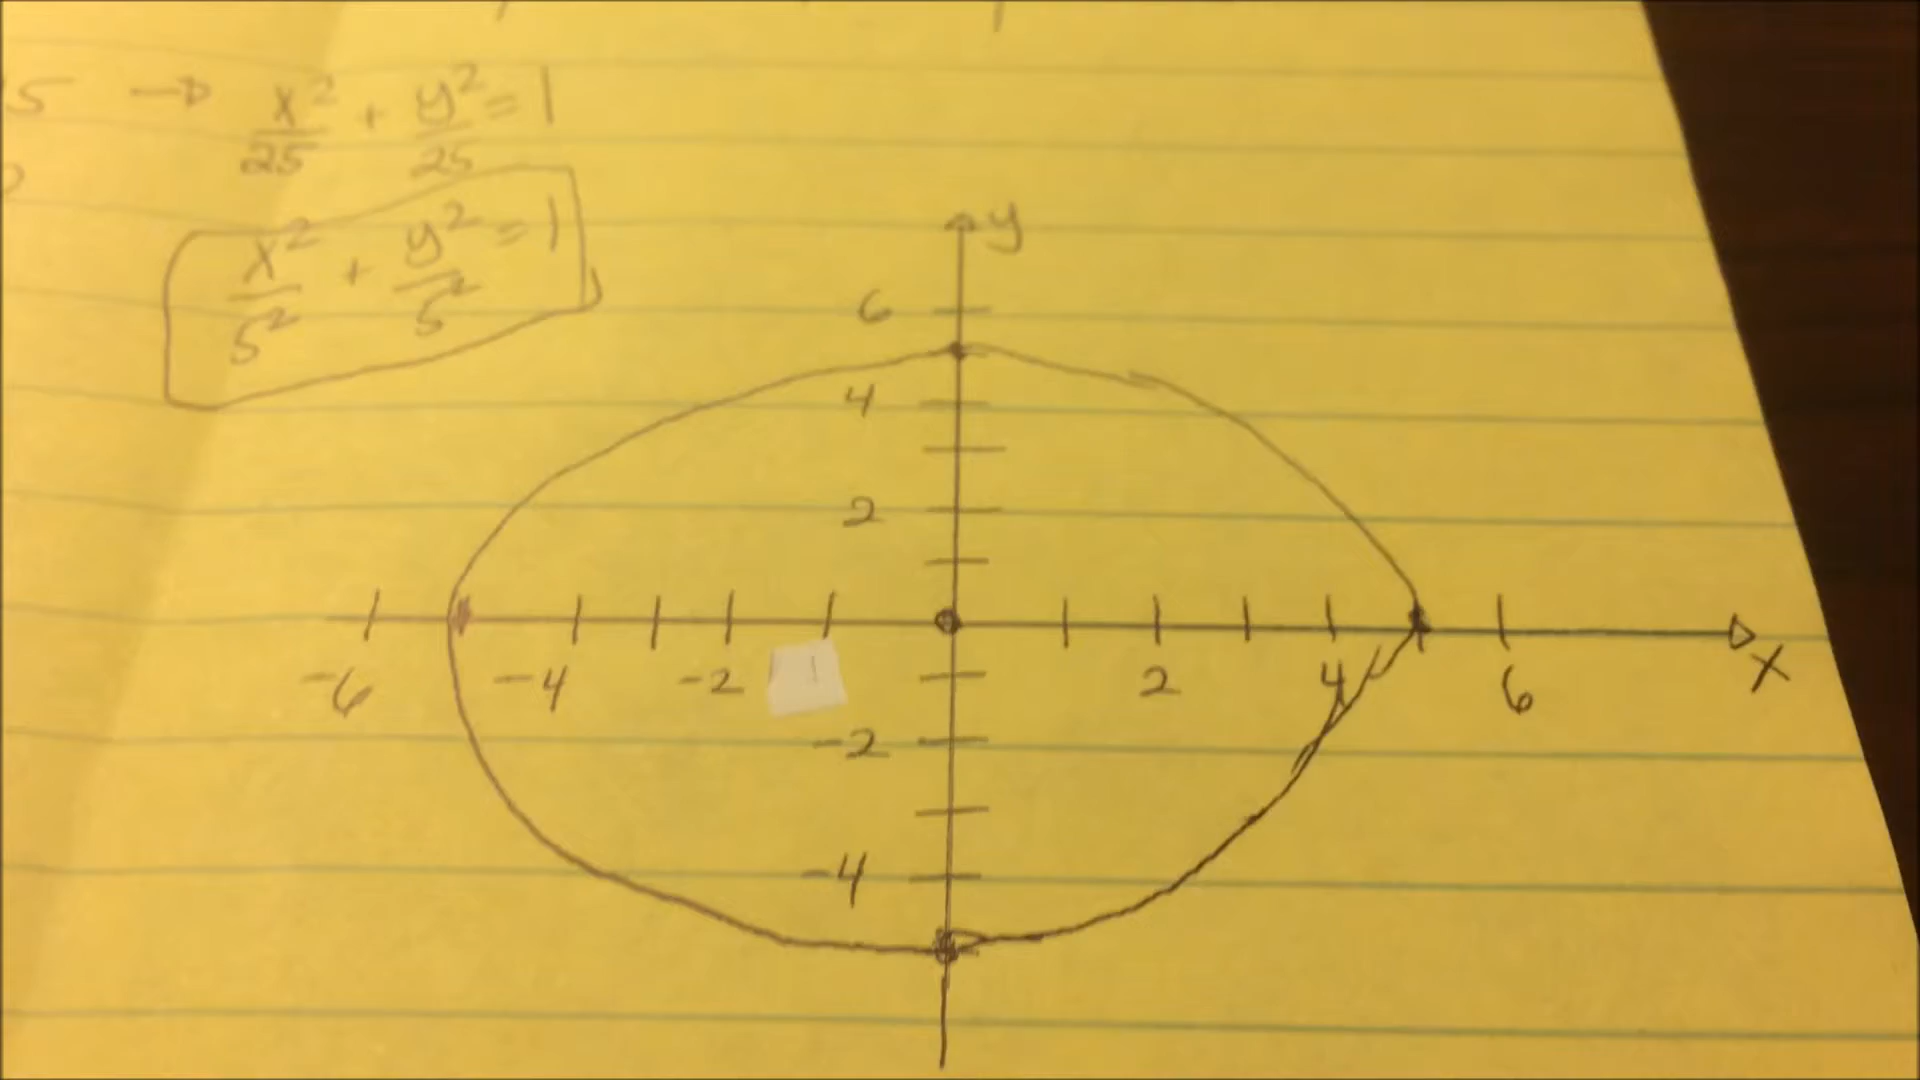 5 → x²/25 + y²/25 = 1
x²/5² + y²/5² = 1
y
6
4
2
-6 -4 -2 2 4 6 x
-2
-4